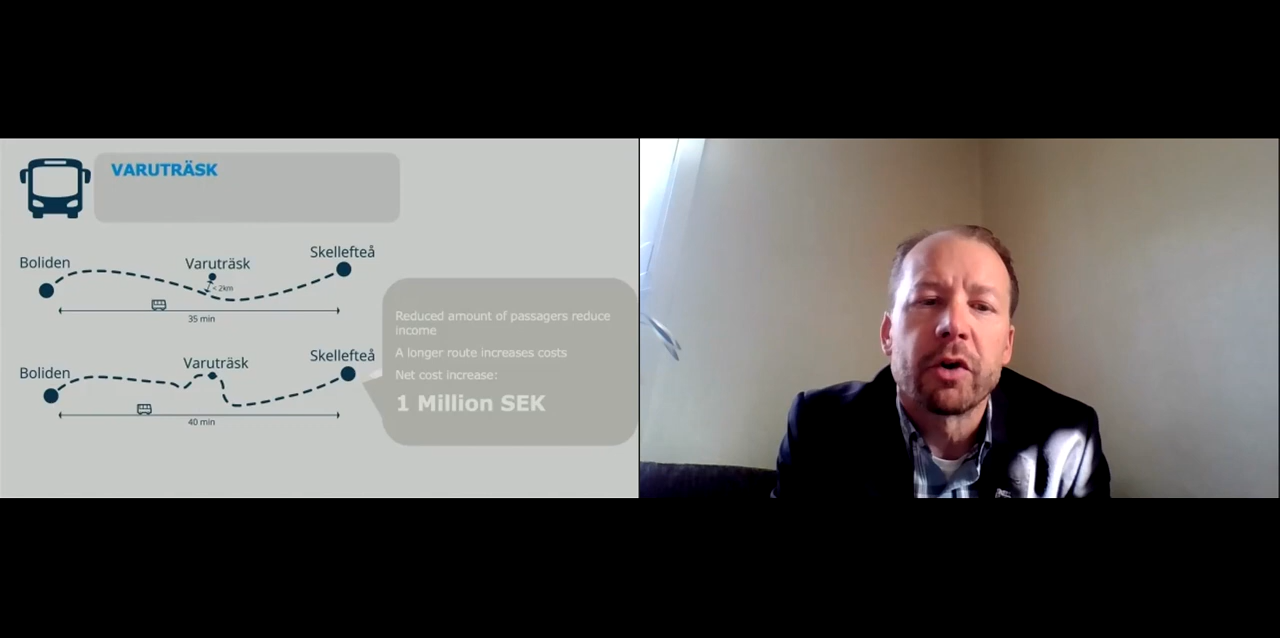 VARUTRÄSK
Boliden
Varuträsk
Skellefteå
< 2km
35 min
Boliden
Varuträsk
Skellefteå
40 min
Reduced amount of passagers reduce
income
A longer route increases costs
Net cost increase:
1 Million SEK